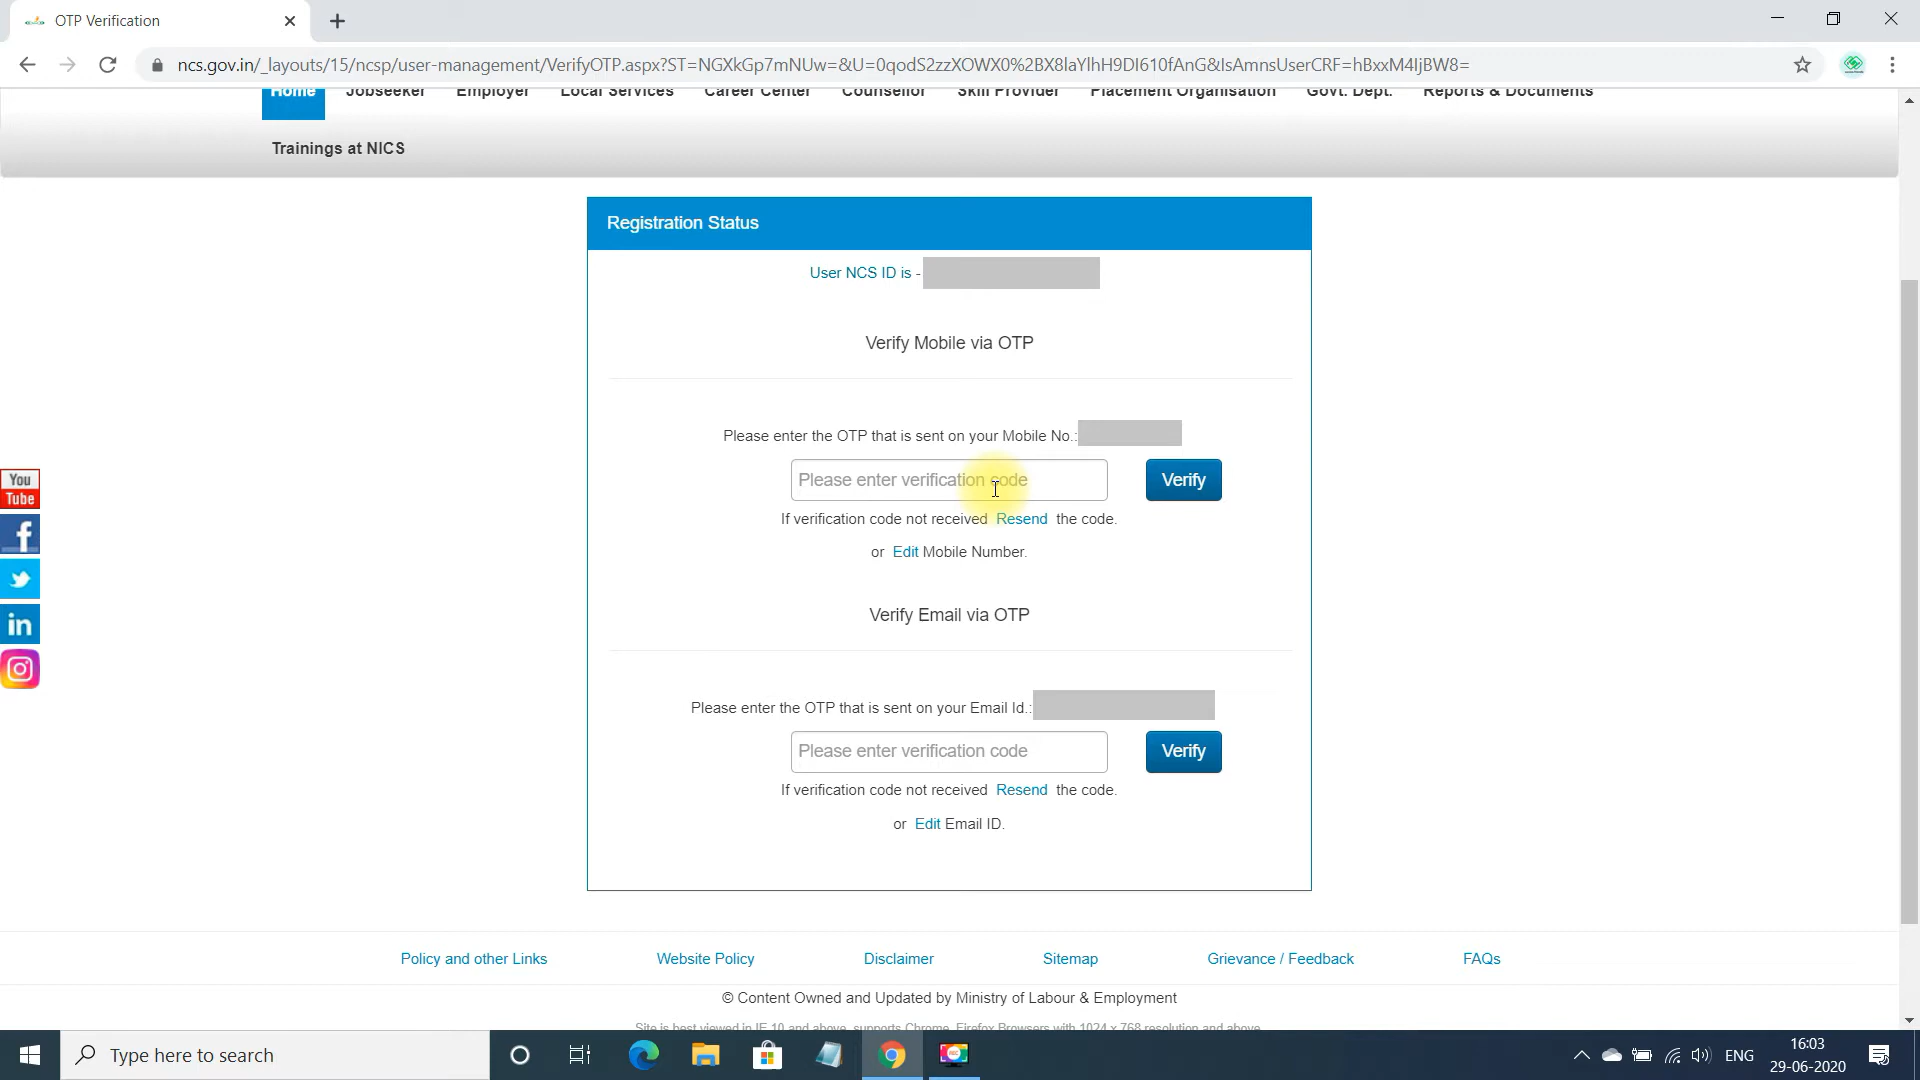 OTP Verification
ncs.gov.in/_layouts/15/ncsp/user-management/VerifyOTP.aspx?ST=NGXkGp7mNUw=&U=0qodS2zzXOWX0%2BX8laYlhH9DI610fAnG&IsAmnsUserCRF=hBxxM4IjBW8=
Home Jobseeker Employer Local Services Career Center Counsellor Skill Provider Placement Organisation Govt. Dept. Reports & Documents
Trainings at NICS
Registration Status
User NCS ID is -
Verify Mobile via OTP
Please enter the OTP that is sent on your Mobile No.:
Please enter verification code Verify
If verification code not received Resend the code.
or Edit Mobile Number.
Verify Email via OTP
Please enter the OTP that is sent on your Email Id.:
Please enter verification code Verify
If verification code not received Resend the code.
or Edit Email ID.
You
Tube
f
in
Policy and other Links Website Policy Disclaimer Sitemap Grievance / Feedback FAQs
© Content Owned and Updated by Ministry of Labour & Employment
Site is best viewed in IE 10 and above, supports Chrome, Firefox Browsers with 1024 x 768 resolution and above
Type here to search
ENG
16:03
29-06-2020